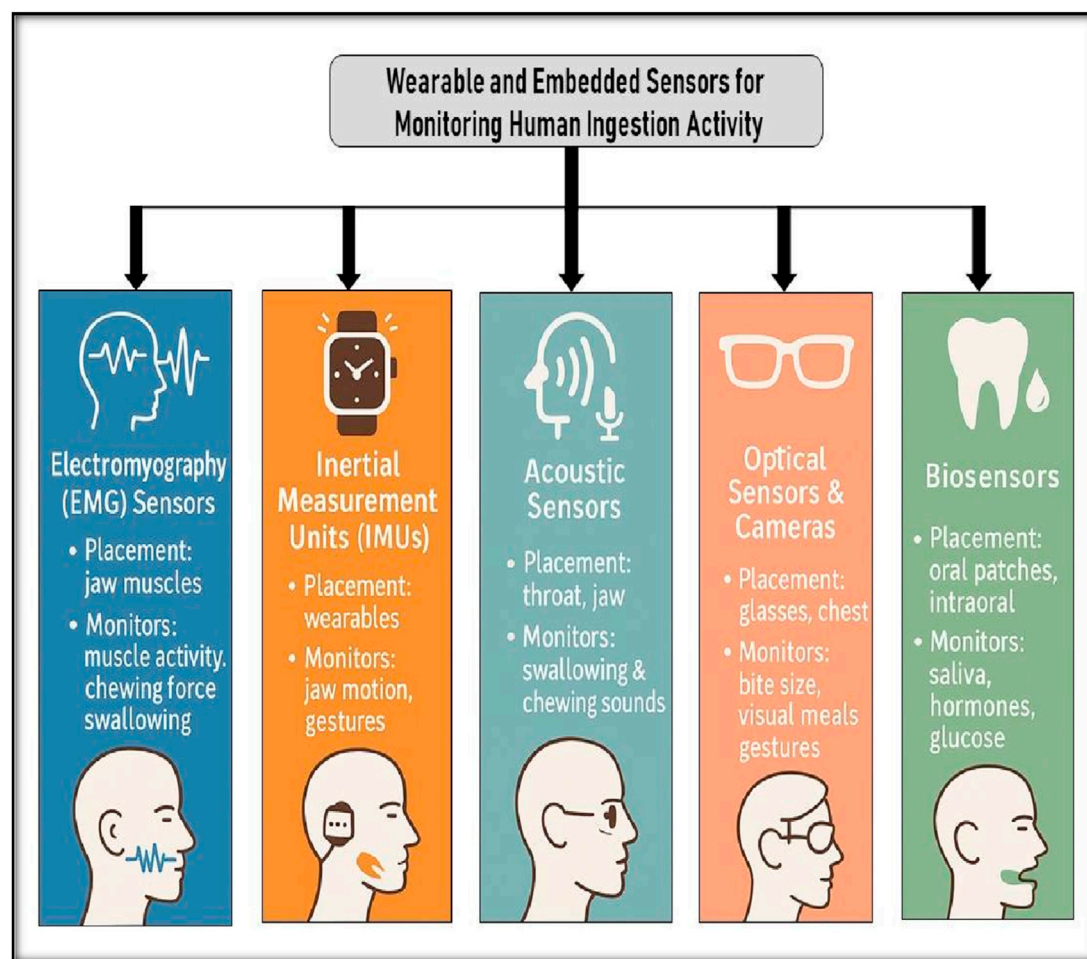 Wearable and Embedded Sensors for
Monitoring Human Ingestion Activity
Electromyography
(EMG) Sensors
• Placement:
jaw muscles
• Monitors:
muscle activity.
chewing force
swallowing
Inertial
Measurement
Units (IMUs)
• Placement:
wearables
• Monitors:
jaw motion,
gestures
Acoustic
Sensors
• Placement:
throat, jaw
• Monitors:
swallowing &
chewing sounds
Optical
Sensors &
Cameras
• Placement:
glasses, chest
• Monitors:
bite size,
visual meals
gestures
Biosensors
• Placement:
oral patches,
intraoral
• Monitors:
saliva,
hormones,
glucose